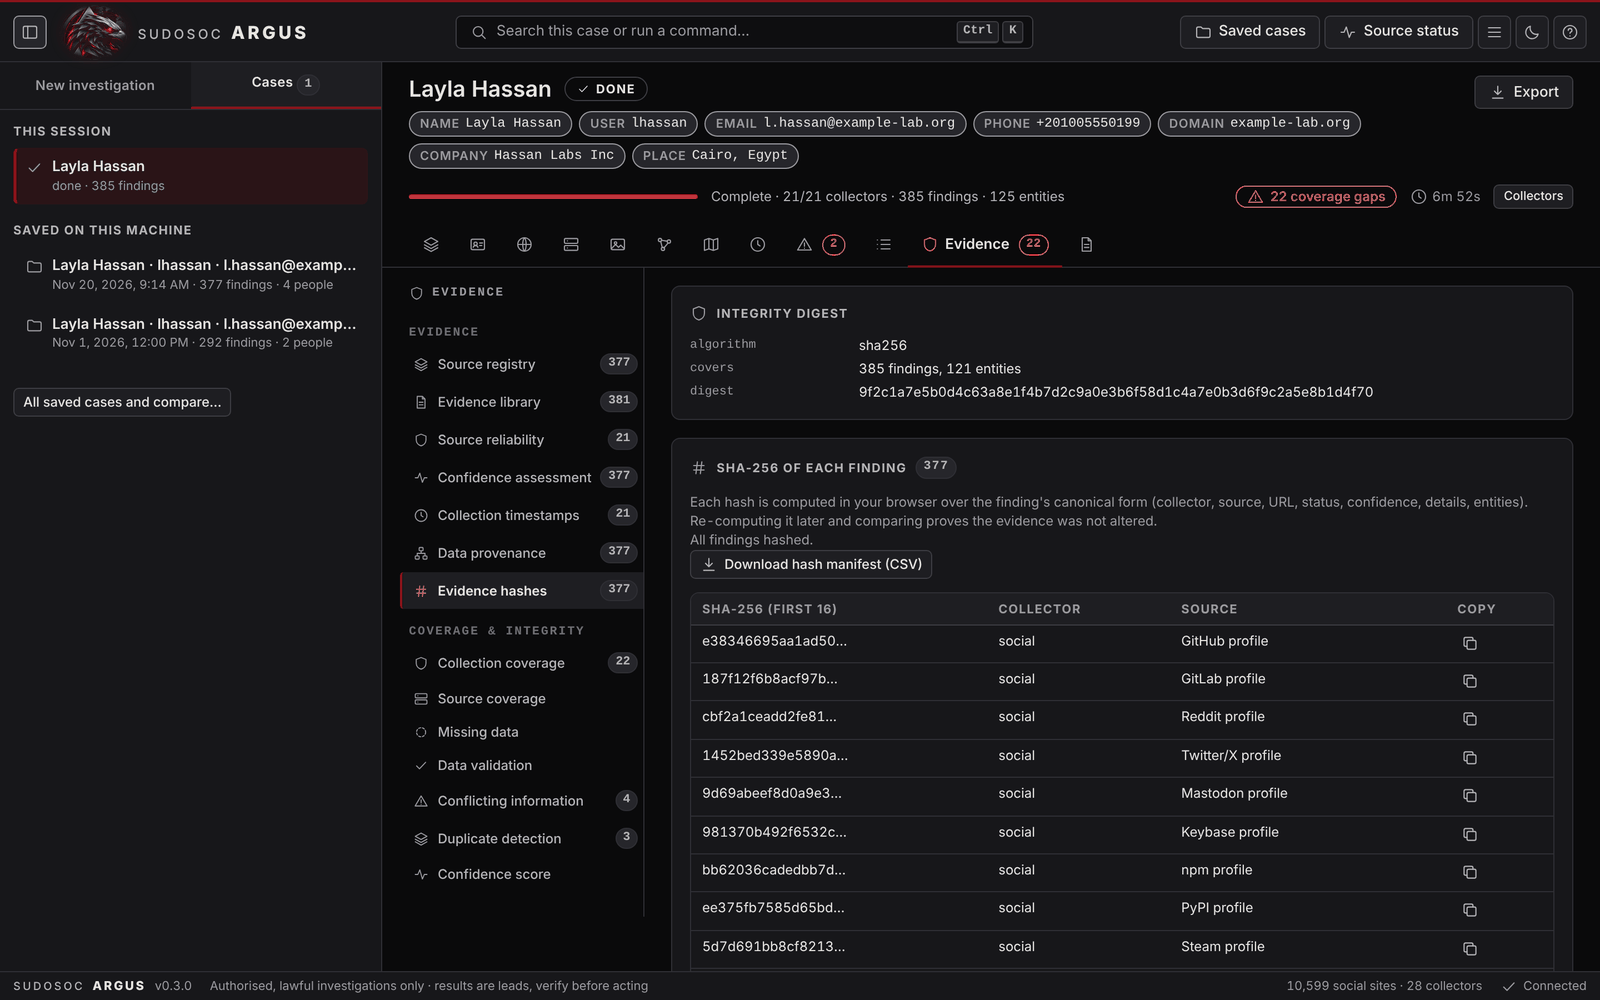 SUDOSOC ARGUS
Search this case or run a command...
Ctrl K
Saved cases
Source status
New investigation
Cases 1
THIS SESSION
Layla Hassan
done · 385 findings
SAVED ON THIS MACHINE
Layla Hassan · lhassan · l.hassan@examp...
Nov 20, 2026, 9:14 AM · 377 findings · 4 people
Layla Hassan · lhassan · l.hassan@examp...
Nov 1, 2026, 12:00 PM · 292 findings · 2 people
All saved cases and compare...
Layla Hassan
DONE
Export
NAME Layla Hassan
USER lhassan
EMAIL l.hassan@example-lab.org
PHONE +201005550199
DOMAIN example-lab.org
COMPANY Hassan Labs Inc
PLACE Cairo, Egypt
Complete · 21/21 collectors · 385 findings · 125 entities
22 coverage gaps
6m 52s
Collectors
2
Evidence 22
EVIDENCE
EVIDENCE
Source registry 377
Evidence library 381
Source reliability 21
Confidence assessment 377
Collection timestamps 21
Data provenance 377
Evidence hashes 377
COVERAGE & INTEGRITY
Collection coverage 22
Source coverage
Missing data
Data validation
Conflicting information 4
Duplicate detection 3
Confidence score
INTEGRITY DIGEST
algorithm sha256
covers 385 findings, 121 entities
digest 9f2c1a7e5b0d4c63a8e1f4b7d2c9a0e3b6f58d1c4a7e0b3d6f9c2a5e8b1d4f70
SHA-256 OF EACH FINDING 377
Each hash is computed in your browser over the finding's canonical form (collector, source, URL, status, confidence, details, entities).
Re-computing it later and comparing proves the evidence was not altered.
All findings hashed.
Download hash manifest (CSV)
SHA-256 (FIRST 16) COLLECTOR SOURCE COPY
e38346695aa1ad50... social GitHub profile
187f12f6b8acf97b... social GitLab profile
cbf2a1ceadd2fe81... social Reddit profile
1452bed339e5890a... social Twitter/X profile
9d69abeef8d0a9e3... social Mastodon profile
981370b492f6532c... social Keybase profile
bb62036cadedbb7d... social npm profile
ee375fb7585d65bd... social PyPI profile
5d7d691bb8cf8213... social Steam profile
SUDOSOC ARGUS v0.3.0 Authorised, lawful investigations only · results are leads, verify before acting
10,599 social sites · 28 collectors
Connected